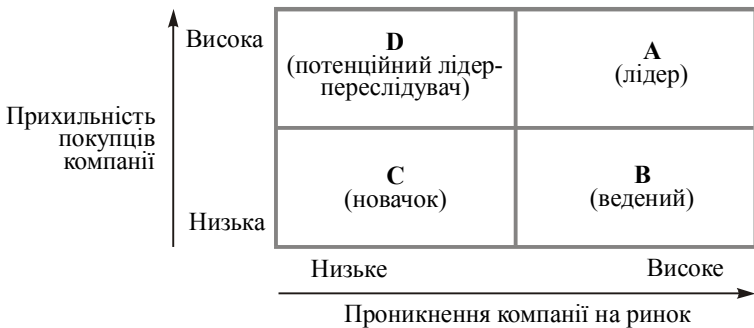 Висока
D
(потенційний лідер-
переслідувач)
A
(лідер)
Прихильність
покупців
компанії
C
(новачок)
B
(ведений)
Низька
Низьке
Високе
Проникнення компанії на ринок